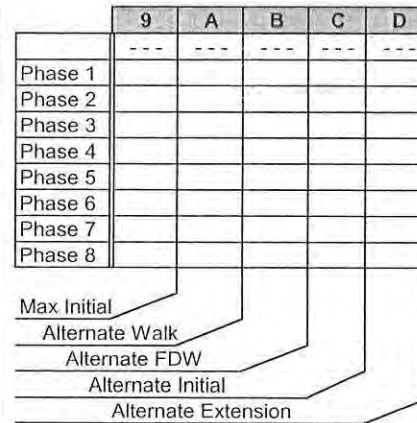 9 A B C D
--- --- --- --- ---
Phase 1
Phase 2
Phase 3
Phase 4
Phase 5
Phase 6
Phase 7
Phase 8
Max Initial
Alternate Walk
Alternate FDW
Alternate Initial
Alternate Extension